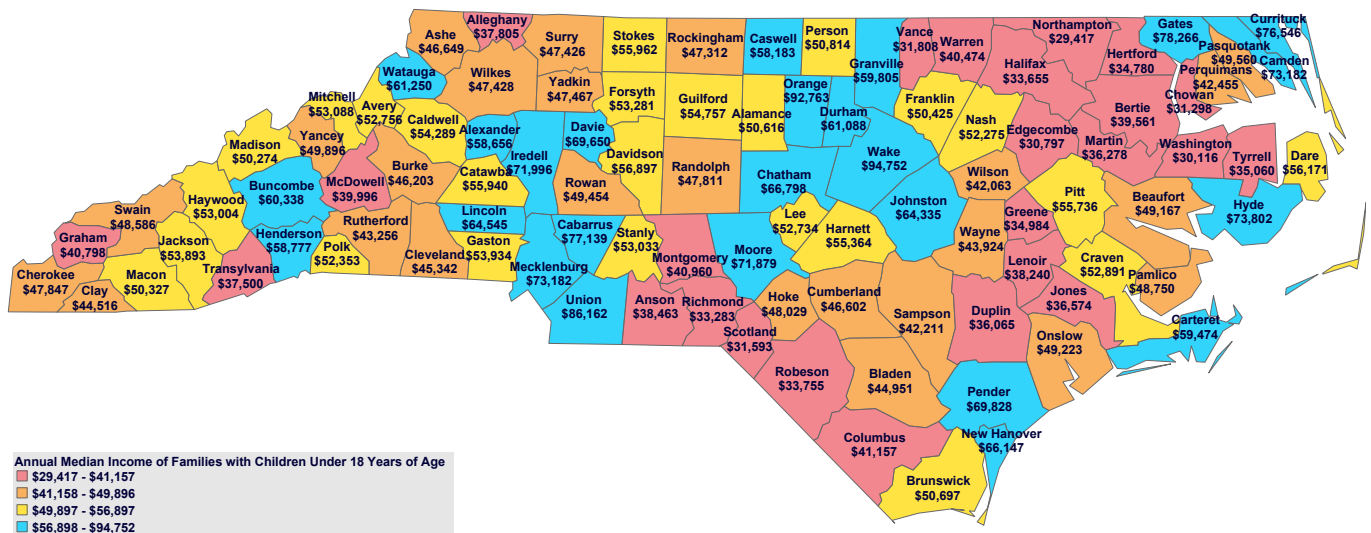 Alleghany
$37,805
Ashe
$46,649
Surry
$47,426
Stokes
$55,962
Rockingham
$47,312
Caswell
$58,183
Person
$50,814
Granville
$59,805
Vance
$31,808
Warren
$40,474
Northampton
$29,417
Halifax
$33,655
Hertford
$34,780
Gates
$78,266
Currituck
$76,546
Pasquotank
$49,560
Camden
$73,182
Perquimans
$42,455
Chowan
$31,298
Watauga
$61,250
Wilkes
$47,428
Yadkin
$47,467
Forsyth
$53,281
Guilford
$54,757
Alamance
$50,616
Orange
$92,763
Durham
$61,088
Franklin
$50,425
Nash
$52,275
Edgecombe
$30,797
Bertie
$39,561
Martin
$36,278
Washington
$30,116
Tyrrell
$35,060
Dare
$56,171
Mitchell
$53,088
Avery
$52,756
Caldwell
$54,289
Alexander
$58,656
Iredell
$71,996
Davie
$69,650
Davidson
$56,897
Randolph
$47,811
Chatham
$66,798
Wake
$94,752
Wilson
$42,063
Pitt
$55,736
Beaufort
$49,167
Hyde
$73,802
Madison
$50,274
Yancey
$49,896
McDowell
$39,996
Burke
$46,203
Catawba
$55,940
Rowan
$49,454
Lincoln
$64,545
Cabarrus
$77,139
Stanly
$53,033
Montgomery
$40,960
Moore
$71,879
Lee
$52,734
Harnett
$55,364
Johnston
$64,335
Wayne
$43,924
Greene
$34,984
Lenoir
$38,240
Craven
$52,891
Pamlico
$48,750
Jones
$36,574
Haywood
$53,004
Buncombe
$60,338
Swain
$48,586
Graham
$40,798
Jackson
$53,893
Henderson
$58,777
Polk
$52,353
Rutherford
$43,256
Cleveland
$45,342
Gaston
$53,934
Mecklenburg
$73,182
Cherokee
$47,847
Clay
$44,516
Macon
$50,327
Transylvania
$37,500
Union
$86,162
Anson
$38,463
Richmond
$33,283
Scotland
$31,593
Hoke
$48,029
Cumberland
$46,602
Sampson
$42,211
Duplin
$36,065
Onslow
$49,223
Carteret
$59,474
Robeson
$33,755
Bladen
$44,951
Pender
$69,828
Columbus
$41,157
New Hanover
$66,147
Brunswick
$50,697
Annual Median Income of Families with Children Under 18 Years of Age
$29,417 - $41,157
$41,158 - $49,896
$49,897 - $56,897
$56,898 - $94,752